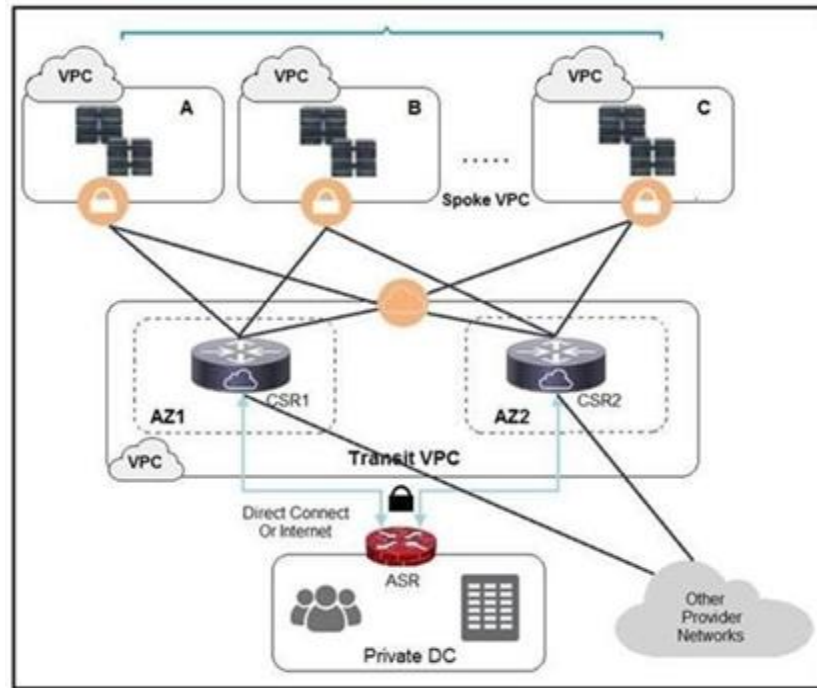 VPC
A
VPC
B
VPC
C
.....
Spoke VPC
CSR1
AZ1
CSR2
AZ2
VPC
Transit VPC
Direct Connect
Or Internet
ASR
Private DC
Other
Provider
Networks